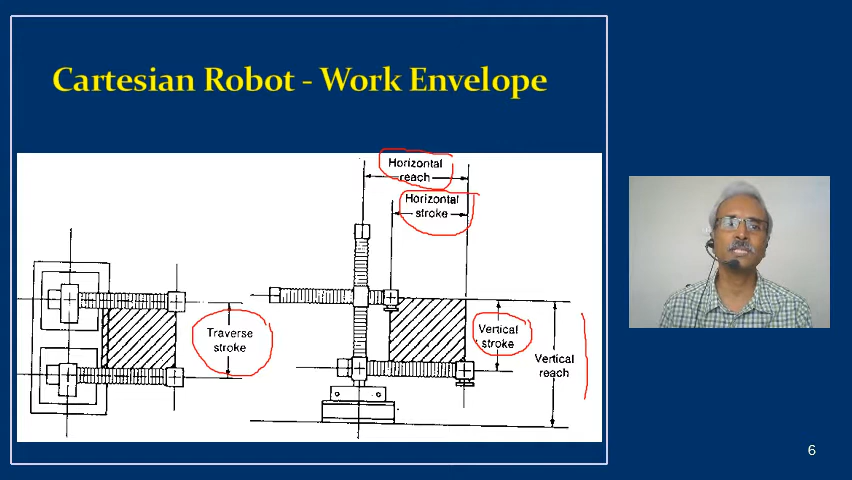 Cartesian Robot - Work Envelope
Horizontal
reach
Horizontal
stroke
Traverse
stroke
Vertical
stroke
Vertical
reach
6